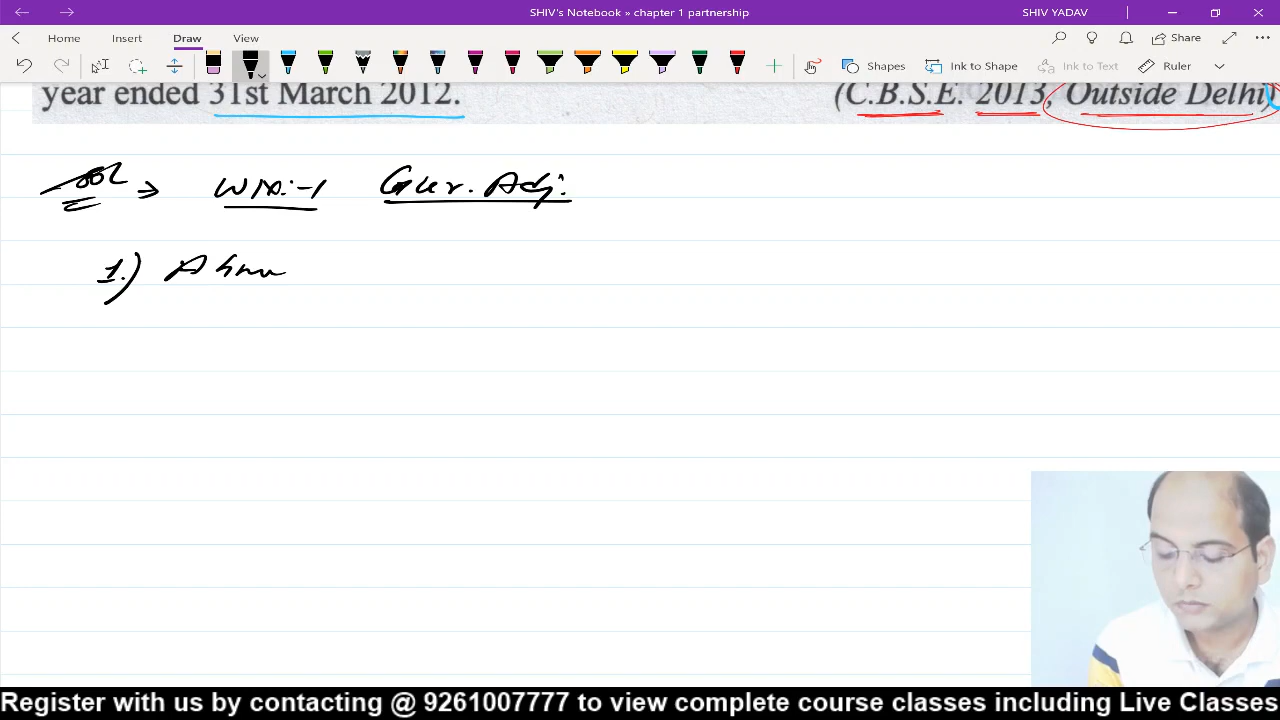 SHIV's Notebook » chapter 1 partnership
SHIV YADAV
Home Insert Draw View
Share
Shapes
Ink to Shape
Ink to Text
Ruler
year ended 31st March 2012. (C.B.S.E. 2013, Outside Delhi)
Sol ⇒ W.N.:-1 Guar. Adj:
1.)
Register with us by contacting @ 9261007777 to view complete course classes including Live Classes